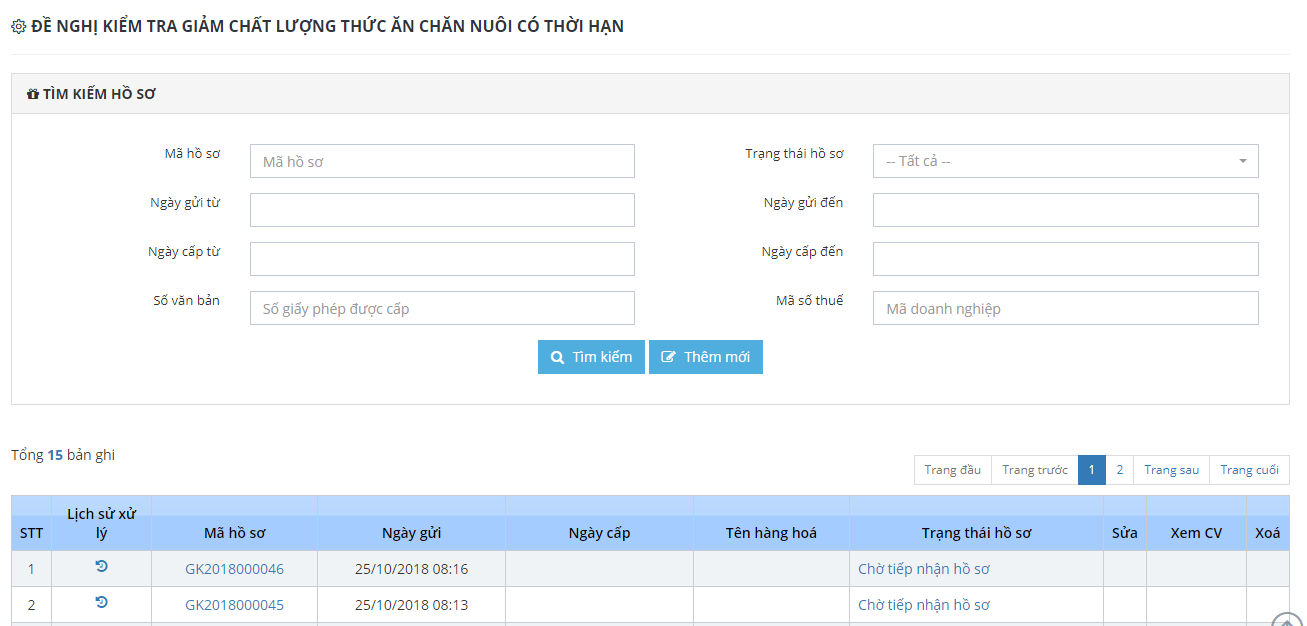 ĐỀ NGHỊ KIỂM TRA GIẢM CHẤT LƯỢNG THỨC ĂN CHĂN NUÔI CÓ THỜI HẠN
TÌM KIẾM HỒ SƠ
Mã hồ sơ Mã hồ sơ Trạng thái hồ sơ -- Tất cả --
Ngày gửi từ Ngày gửi đến
Ngày cấp từ Ngày cấp đến
Số văn bản Số giấy phép được cấp Mã số thuế Mã doanh nghiệp
Tìm kiếm Thêm mới
Tổng 15 bản ghi
Trang đầu Trang trước 1 2 Trang sau Trang cuối
STT Lịch sử xử lý Mã hồ sơ Ngày gửi Ngày cấp Tên hàng hoá Trạng thái hồ sơ Sửa Xem CV Xoá
1 GK2018000046 25/10/2018 08:16 Chờ tiếp nhận hồ sơ
2 GK2018000045 25/10/2018 08:13 Chờ tiếp nhận hồ sơ